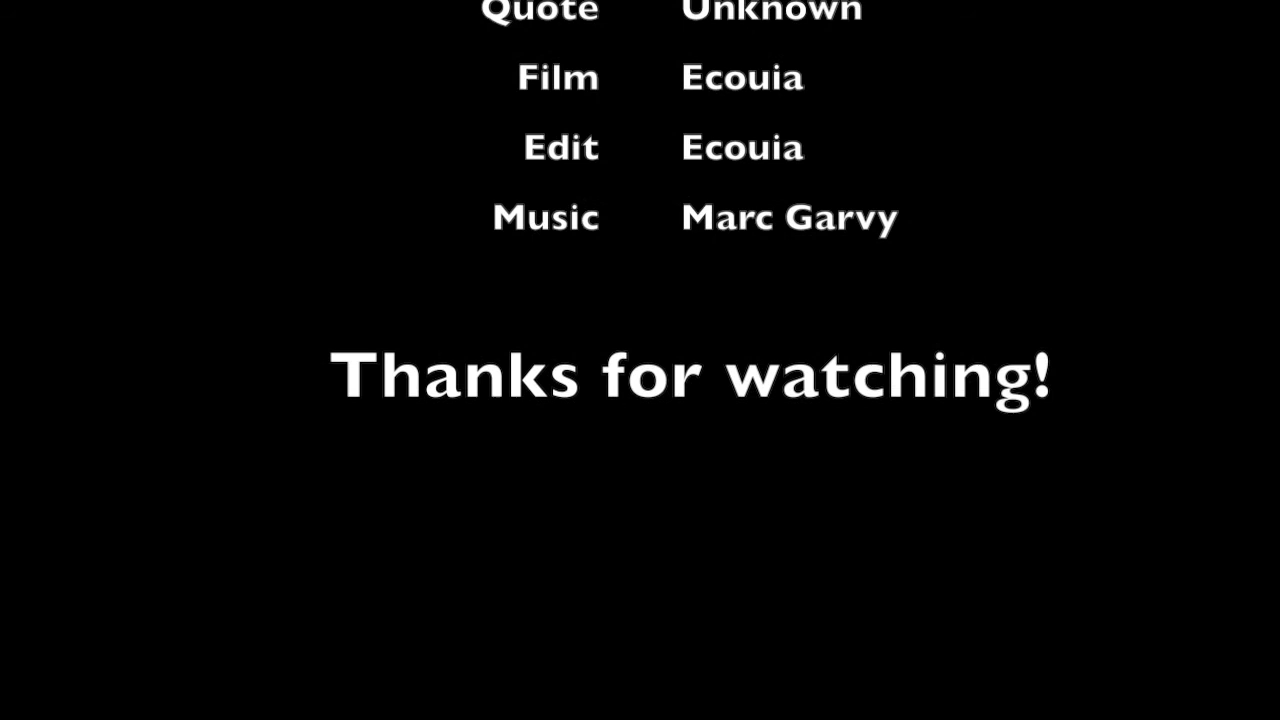 Quote Unknown
Film Ecouia
Edit Ecouia
Music Marc Garvy
Thanks for watching!